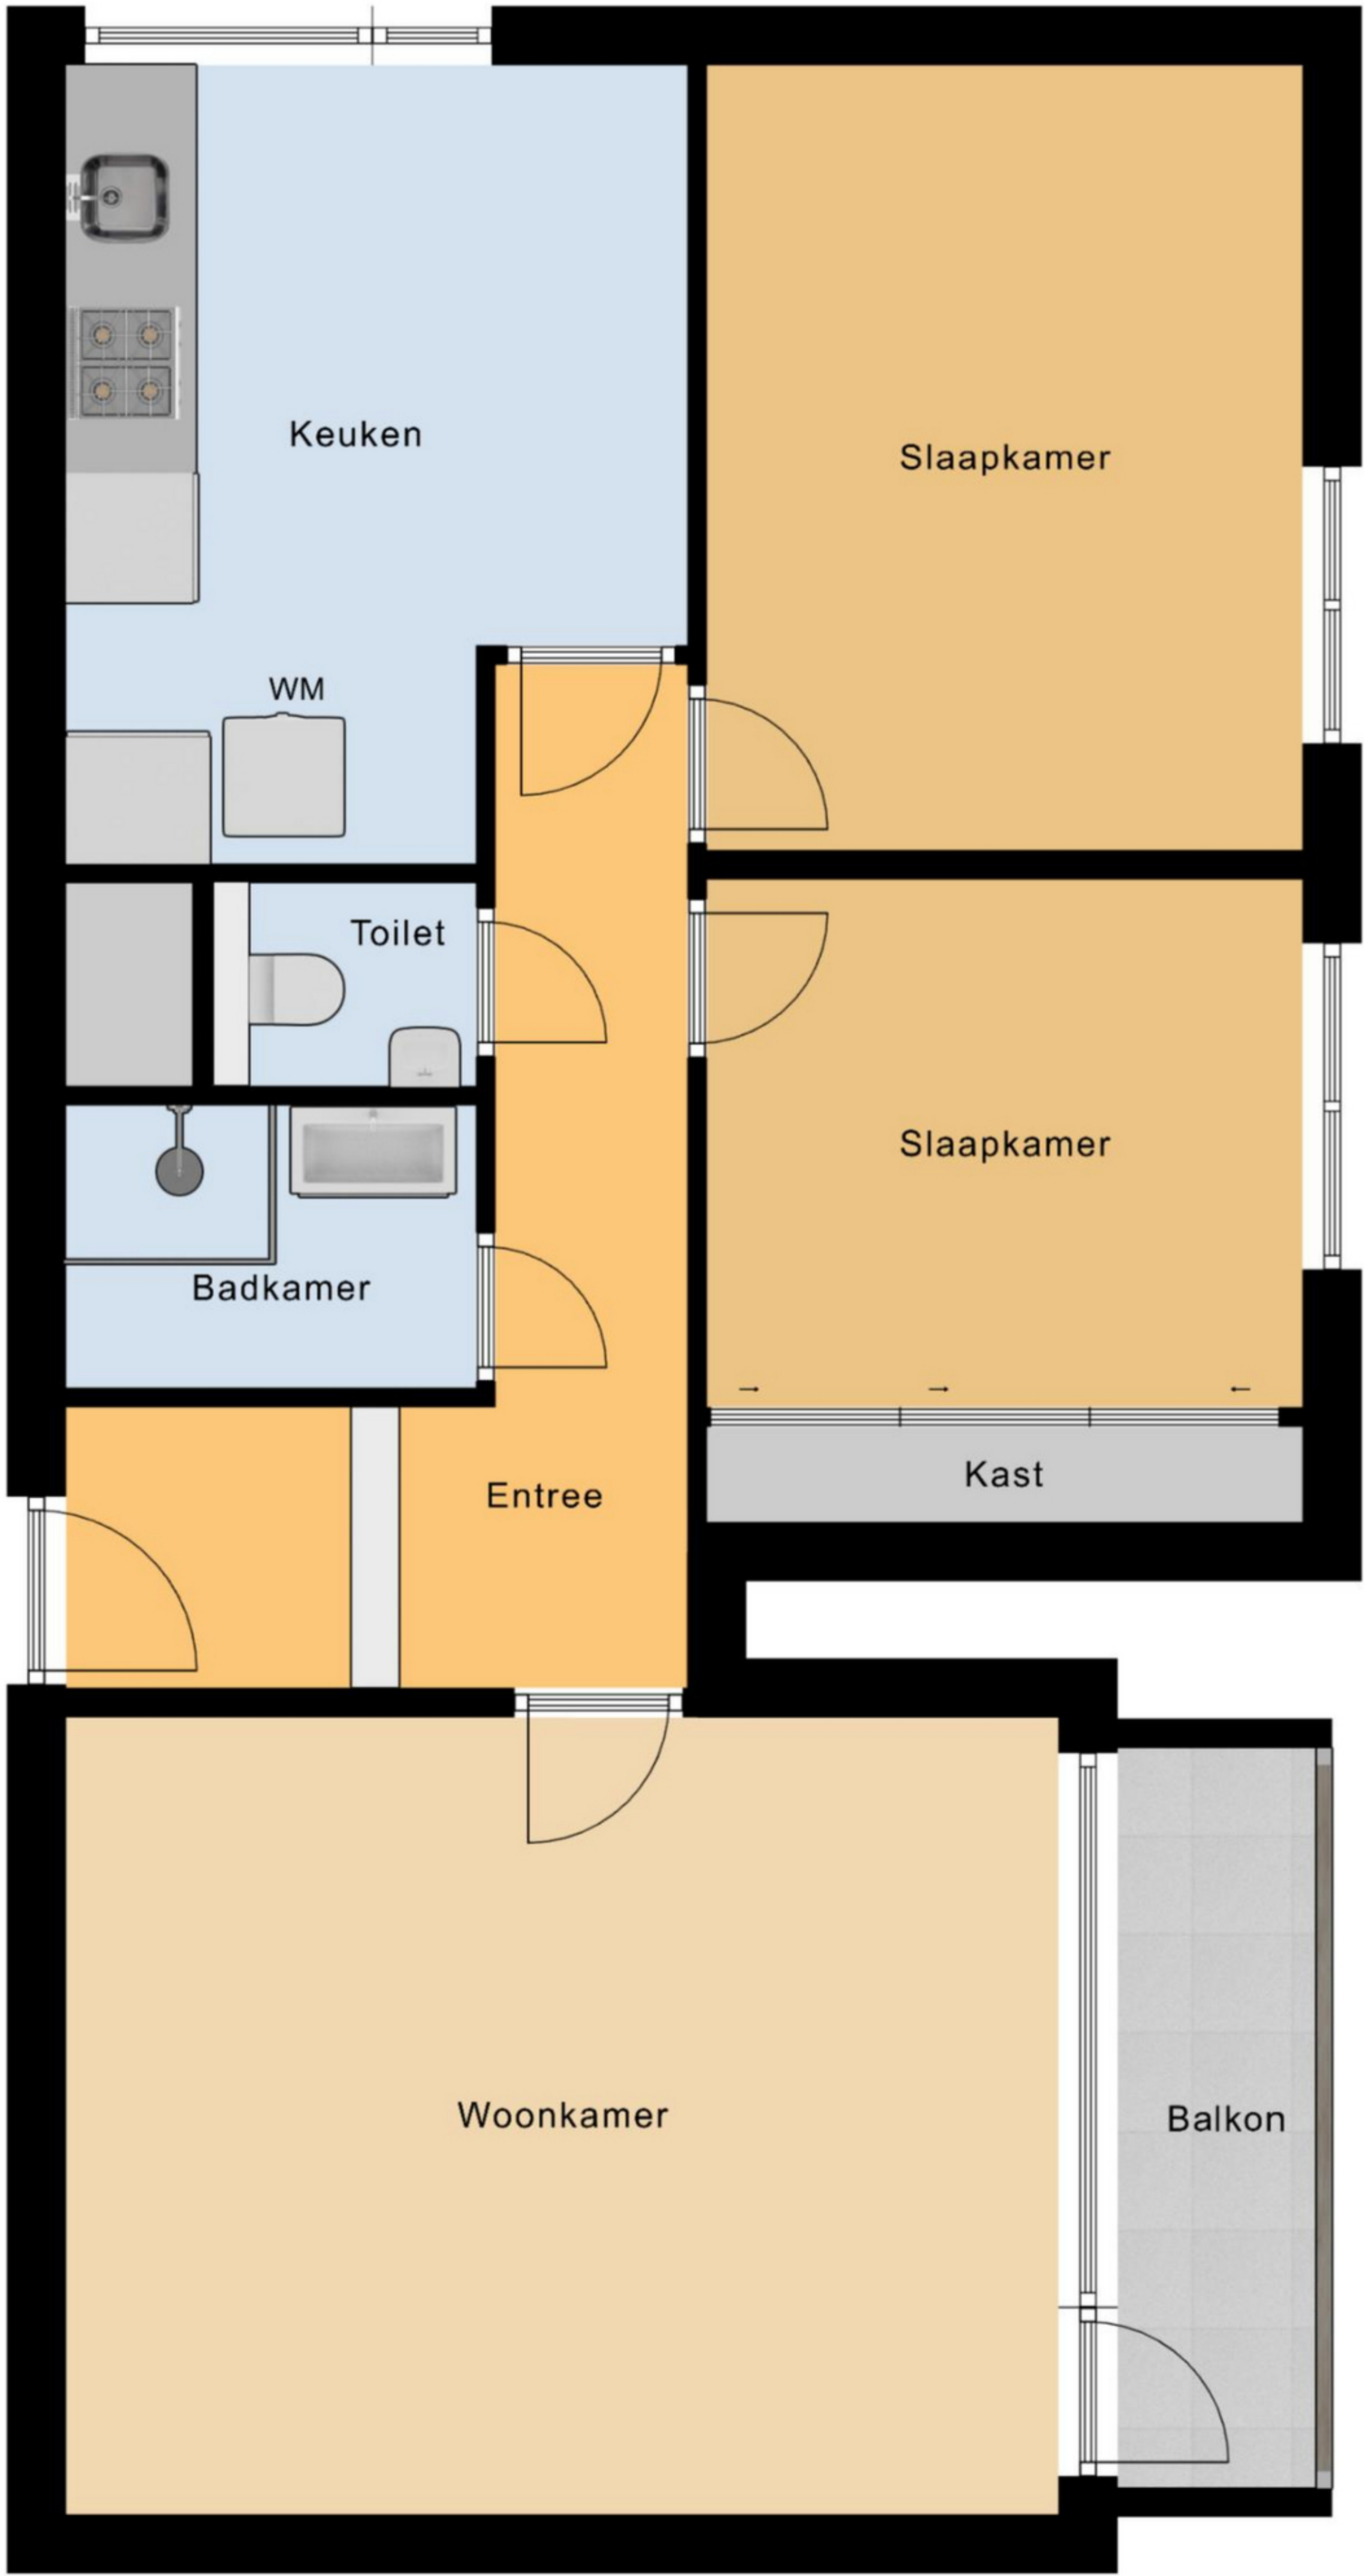 Keuken
Slaapkamer
WM
Toilet
Slaapkamer
Badkamer
Kast
Entree
Woonkamer
Balkon